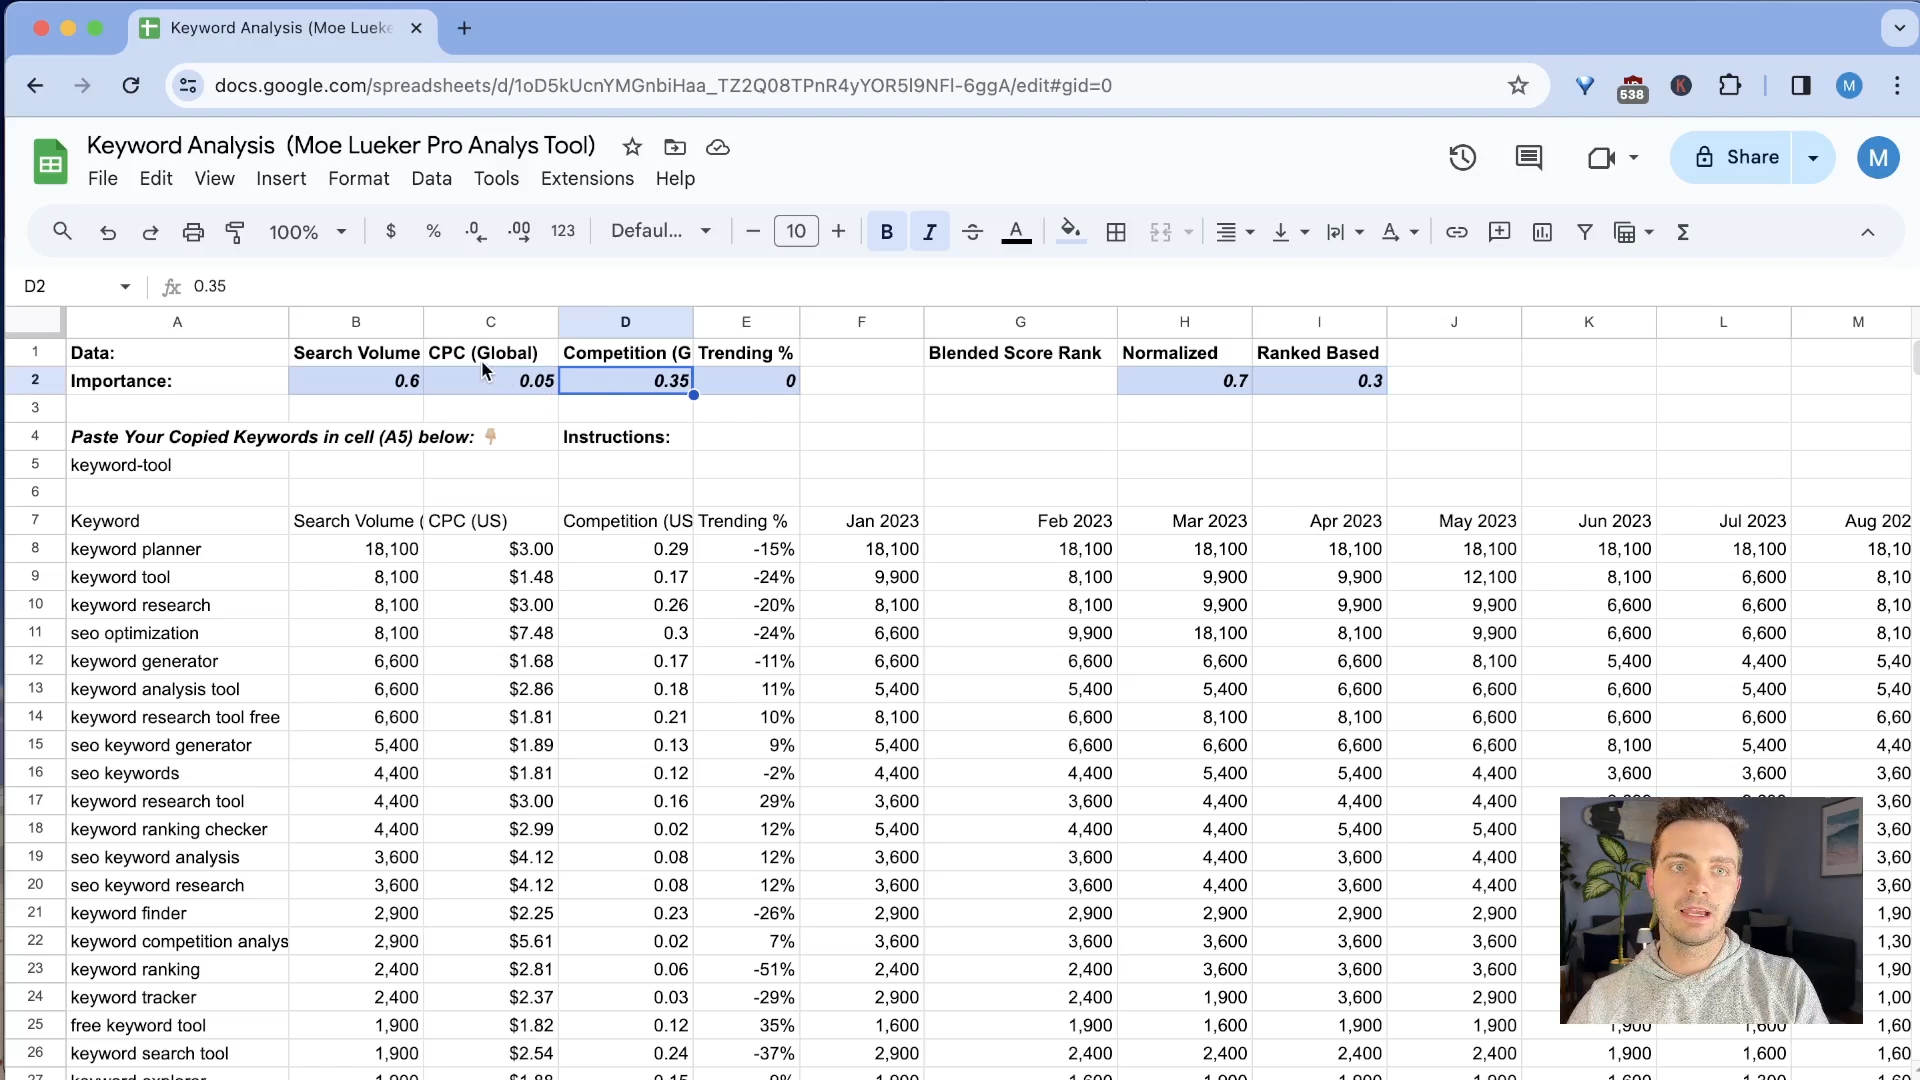 Keyword Analysis (Moe Lueke
docs.google.com/spreadsheets/d/1oD5kUcnYMGnbiHaa_TZ2Q08TPnR4yYOR5l9NFl-6ggA/edit#gid=0
538
K
M
Keyword Analysis (Moe Lueker Pro Analys Tool)
Share
M
File Edit View Insert Format Data Tools Extensions Help
100% $ % .0 .00 123 Defaul... 10 B I A
D2 fx 0.35
A B C D E F G H I J K L M
1 Data: Search Volume CPC (Global) Competition (G Trending % Blended Score Rank Normalized Ranked Based
2 Importance: 0.6 0.05 0.35 0 0.7 0.3
3
4 Paste Your Copied Keywords in cell (A5) below: 👇🏼 Instructions:
5 keyword-tool
6
7 Keyword Search Volume ( CPC (US) Competition (US Trending % Jan 2023 Feb 2023 Mar 2023 Apr 2023 May 2023 Jun 2023 Jul 2023 Aug 202
8 keyword planner 18,100 $3.00 0.29 -15% 18,100 18,100 18,100 18,100 18,100 18,100 18,100 18,10
9 keyword tool 8,100 $1.48 0.17 -24% 9,900 8,100 9,900 9,900 12,100 8,100 6,600 8,10
10 keyword research 8,100 $3.00 0.26 -20% 8,100 8,100 9,900 9,900 9,900 6,600 6,600 8,10
11 seo optimization 8,100 $7.48 0.3 -24% 6,600 9,900 18,100 8,100 9,900 6,600 6,600 8,10
12 keyword generator 6,600 $1.68 0.17 -11% 6,600 6,600 6,600 6,600 8,100 5,400 4,400 5,40
13 keyword analysis tool 6,600 $2.86 0.18 11% 5,400 5,400 5,400 6,600 6,600 6,600 5,400 5,40
14 keyword research tool free 6,600 $1.81 0.21 10% 8,100 6,600 8,100 8,100 6,600 6,600 6,600 6,60
15 seo keyword generator 5,400 $1.89 0.13 9% 5,400 6,600 6,600 6,600 6,600 8,100 5,400 4,40
16 seo keywords 4,400 $1.81 0.12 -2% 4,400 4,400 5,400 5,400 4,400 3,600 3,600 3,60
17 keyword research tool 4,400 $3.00 0.16 29% 3,600 3,600 4,400 4,400 4,400 3,60
18 keyword ranking checker 4,400 $2.99 0.02 12% 5,400 4,400 4,400 5,400 5,400 3,60
19 seo keyword analysis 3,600 $4.12 0.08 12% 3,600 3,600 4,400 3,600 4,400 3,60
20 seo keyword research 3,600 $4.12 0.08 12% 3,600 3,600 4,400 3,600 4,400 3,60
21 keyword finder 2,900 $2.25 0.23 -26% 2,900 2,900 2,900 2,900 2,900 1,90
22 keyword competition analys 2,900 $5.61 0.02 7% 3,600 3,600 3,600 3,600 3,600 1,30
23 keyword ranking 2,400 $2.81 0.06 -51% 2,400 2,400 3,600 3,600 3,600 1,90
24 keyword tracker 2,400 $2.37 0.03 -29% 2,900 2,400 1,900 3,600 2,900 1,00
25 free keyword tool 1,900 $1.82 0.12 35% 1,600 1,900 1,600 1,900 1,900 1,900 1,600 1,60
26 keyword search tool 1,900 $2.54 0.24 -37% 2,900 2,400 2,400 2,400 2,400 1,900 1,600 1,60